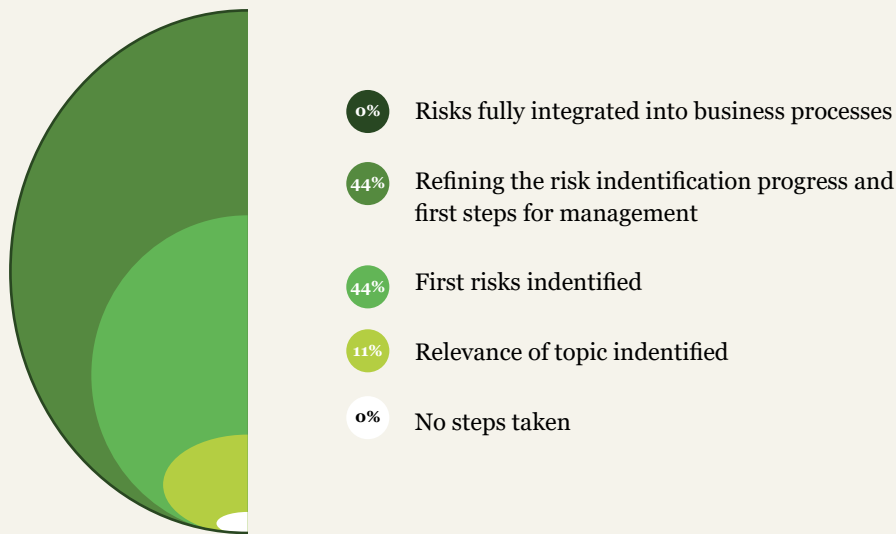 0% Risks fully integrated into business processes
44% Refining the risk indentification progress and
first steps for management
44% First risks indentified
11% Relevance of topic indentified
0% No steps taken